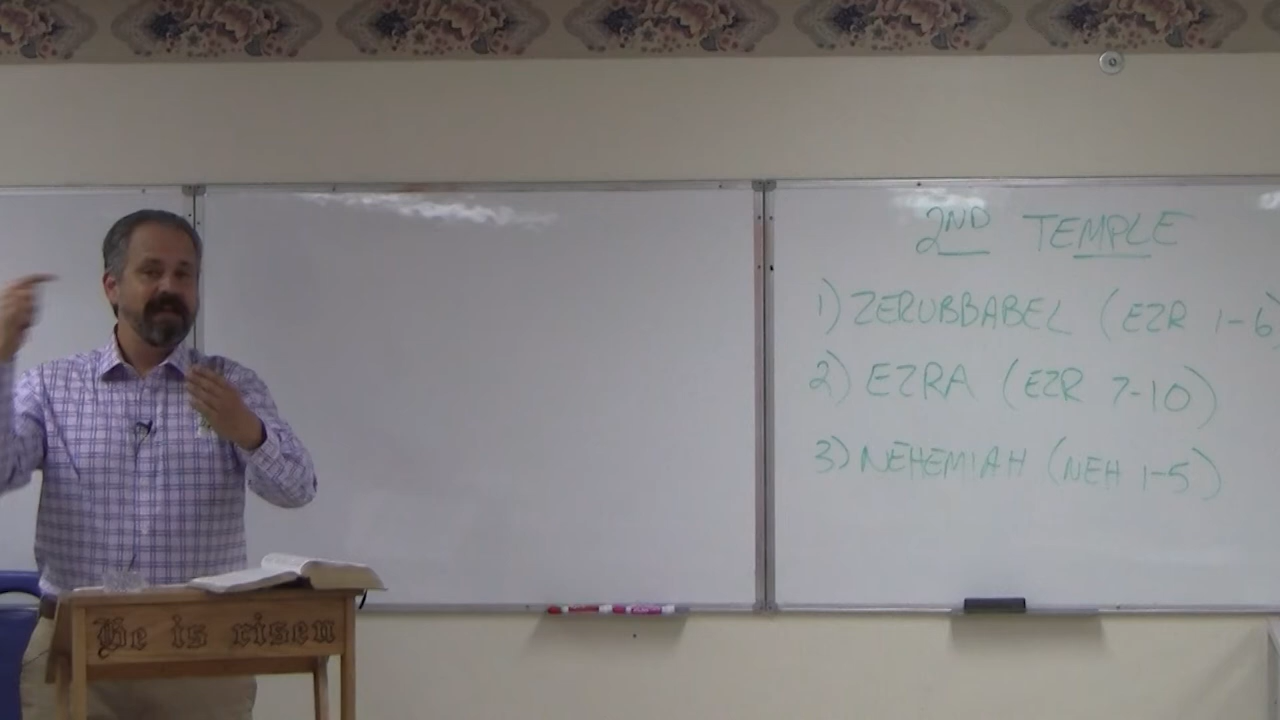 2ND TEMPLE
1) ZERUBBABEL (EZR 1-6)
2) EZRA (EZR 7-10)
3) NEHEMIAH (NEH 1-5)
He is risen